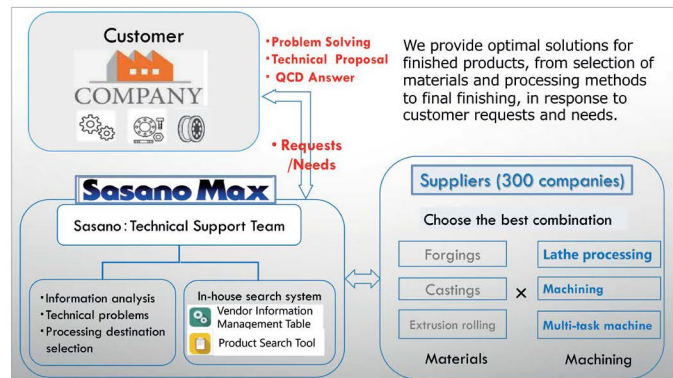 Customer
COMPANY
・Problem Solving
・Technical Proposal
・QCD Answer
・Requests
/Needs
We provide optimal solutions for
finished products, from selection of
materials and processing methods
to final finishing, in response to
customer requests and needs.
Sasano Max
Sasano：Technical Support Team
・Information analysis
・Technical problems
・Processing destination
selection
In-house search system
Vendor Information
Management Table
Product Search Tool
Suppliers (300 companies)
Choose the best combination
Forgings
Castings
Extrusion rolling
Materials
×
Lathe processing
Machining
Multi-task machine
Machining